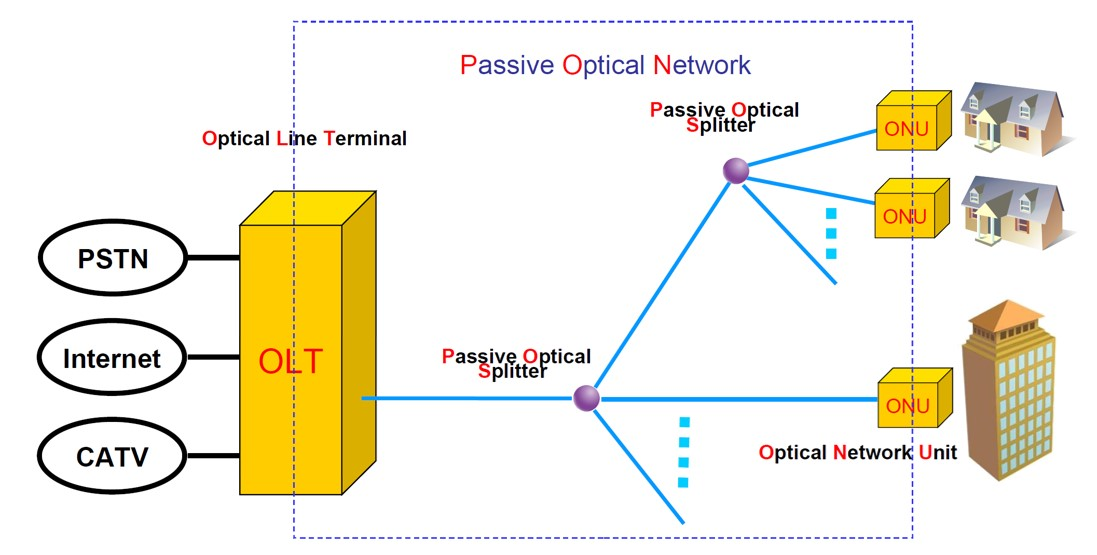 Passive Optical Network
Passive Optical
Splitter
ONU
Optical Line Terminal
ONU
PSTN
Internet
OLT
Passive Optical
Splitter
ONU
CATV
Optical Network Unit